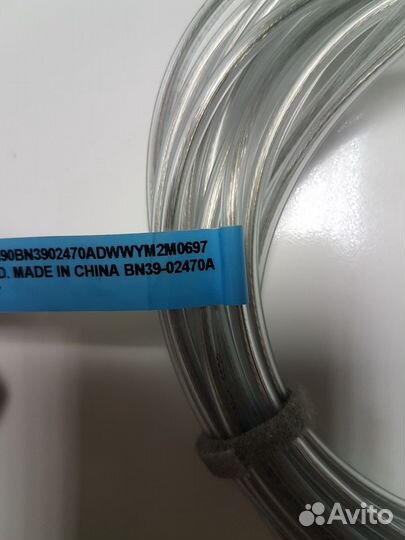 90BN3902470ADWWYM2M0697
D. MADE IN CHINA BN39-02470A
Avito